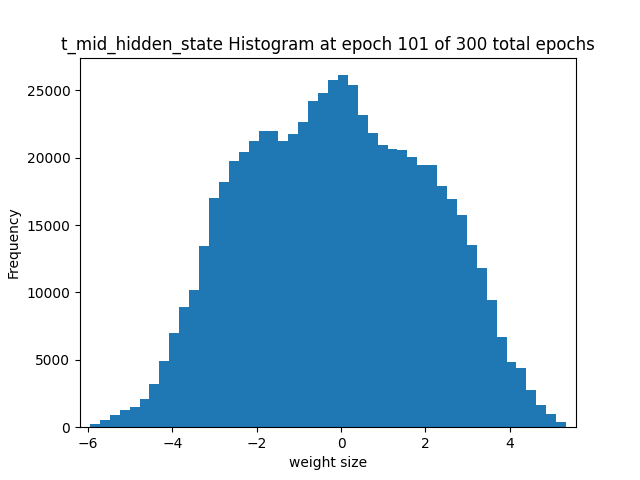 t_mid_hidden_state Histogram at epoch 101 of 300 total epochs
Frequency
25000
20000
15000
10000
5000
0
−6 −4 −2 0 2 4
weight size